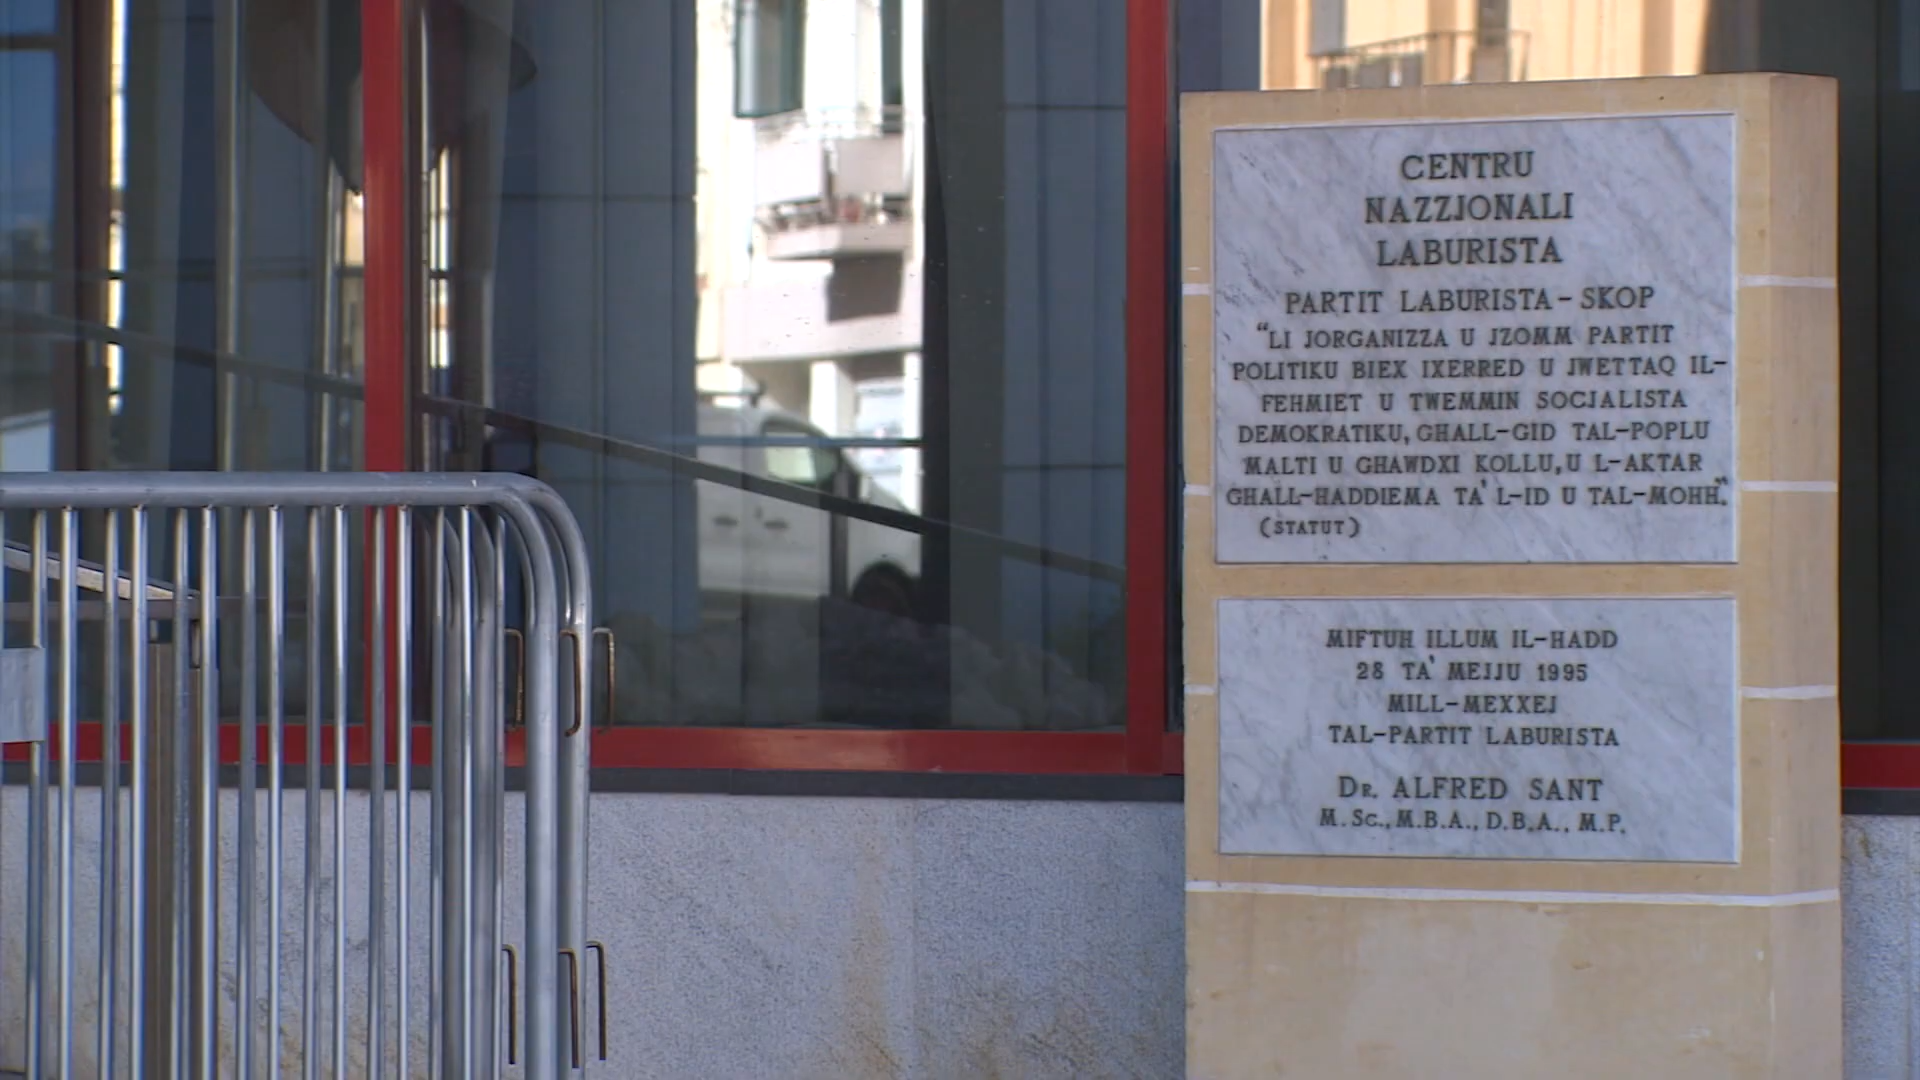 CENTRU
NAZZJONALI
LABURISTA
PARTIT LABURISTA - SKOP
"LI JORGANIZZA U JZOMM PARTIT
POLITIKU BIEX IXERRED U JWETTAQ IL-
FEHMIET U TWEMMIN SOCJALISTA
DEMOKRATIKU, GHALL-GID TAL-POPLU
MALTI U GHAWDXI KOLLU, U L-AKTAR
GHALL-HADDIEMA TA' L-ID U TAL-MOHH."
(STATUT)
MIFTUH ILLUM IL-HADD
28 TA' MEJJU 1995
MILL-MEXXEJ
TAL-PARTIT LABURISTA
DR. ALFRED SANT
M.Sc., M.B.A., D.B.A., M.P.